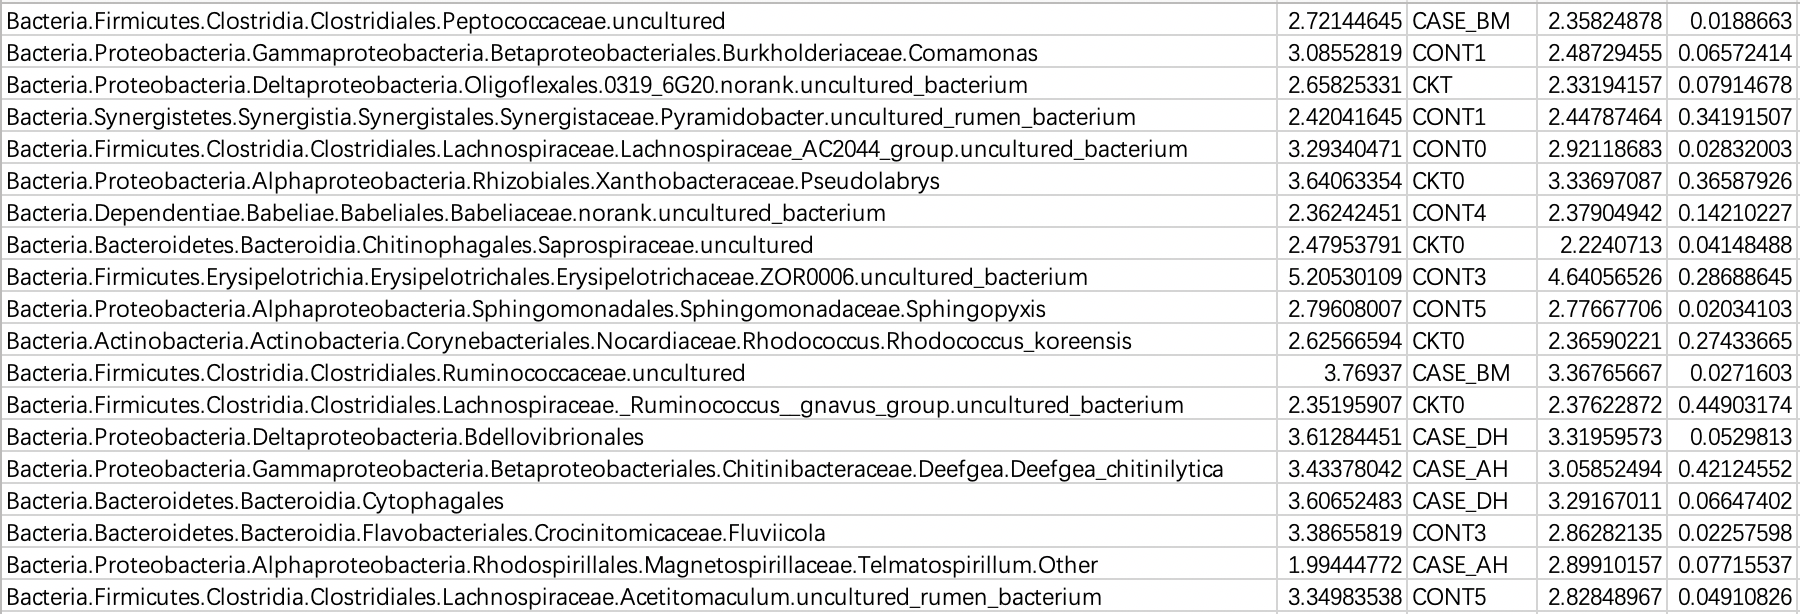 Bacteria.Firmicutes.Clostridia.Clostridiales.Peptococcaceae.uncultured 2.72144645 CASE_BM 2.35824878 0.0188663
Bacteria.Proteobacteria.Gammaproteobacteria.Betaproteobacteriales.Burkholderiaceae.Comamonas 3.08552819 CONT1 2.48729455 0.06572414
Bacteria.Proteobacteria.Deltaproteobacteria.Oligoflexales.0319_6G20.norank.uncultured_bacterium 2.65825331 CKT 2.33194157 0.07914678
Bacteria.Synergistetes.Synergistia.Synergistales.Synergistaceae.Pyramidobacter.uncultured_rumen_bacterium 2.42041645 CONT1 2.44787464 0.34191507
Bacteria.Firmicutes.Clostridia.Clostridiales.Lachnospiraceae.Lachnospiraceae_AC2044_group.uncultured_bacterium 3.29340471 CONT0 2.92118683 0.02832003
Bacteria.Proteobacteria.Alphaproteobacteria.Rhizobiales.Xanthobacteraceae.Pseudolabrys 3.64063354 CKT0 3.33697087 0.36587926
Bacteria.Dependentiae.Babeliae.Babeliales.Babeliaceae.norank.uncultured_bacterium 2.36242451 CONT4 2.37904942 0.14210227
Bacteria.Bacteroidetes.Bacteroidia.Chitinophagales.Saprospiraceae.uncultured 2.47953791 CKT0 2.2240713 0.04148488
Bacteria.Firmicutes.Erysipelotrichia.Erysipelotrichales.Erysipelotrichaceae.ZOR0006.uncultured_bacterium 5.20530109 CONT3 4.64056526 0.28688645
Bacteria.Proteobacteria.Alphaproteobacteria.Sphingomonadales.Sphingomonadaceae.Sphingopyxis 2.79608007 CONT5 2.77667706 0.02034103
Bacteria.Actinobacteria.Actinobacteria.Corynebacteriales.Nocardiaceae.Rhodococcus.Rhodococcus_koreensis 2.62566594 CKT0 2.36590221 0.27433665
Bacteria.Firmicutes.Clostridia.Clostridiales.Ruminococcaceae.uncultured 3.76937 CASE_BM 3.36765667 0.0271603
Bacteria.Firmicutes.Clostridia.Clostridiales.Lachnospiraceae._Ruminococcus__gnavus_group.uncultured_bacterium 2.35195907 CKT0 2.37622872 0.44903174
Bacteria.Proteobacteria.Deltaproteobacteria.Bdellovibrionales 3.61284451 CASE_DH 3.31959573 0.0529813
Bacteria.Proteobacteria.Gammaproteobacteria.Betaproteobacteriales.Chitinibacteraceae.Deefgea.Deefgea_chitinilytica 3.43378042 CASE_AH 3.05852494 0.42124552
Bacteria.Bacteroidetes.Bacteroidia.Cytophagales 3.60652483 CASE_DH 3.29167011 0.06647402
Bacteria.Bacteroidetes.Bacteroidia.Flavobacteriales.Crocinitomicaceae.Fluviicola 3.38655819 CONT3 2.86282135 0.02257598
Bacteria.Proteobacteria.Alphaproteobacteria.Rhodospirillales.Magnetospirillaceae.Telmatospirillum.Other 1.99444772 CASE_AH 2.89910157 0.07715537
Bacteria.Firmicutes.Clostridia.Clostridiales.Lachnospiraceae.Acetitomaculum.uncultured_rumen_bacterium 3.34983538 CONT5 2.82848967 0.04910826